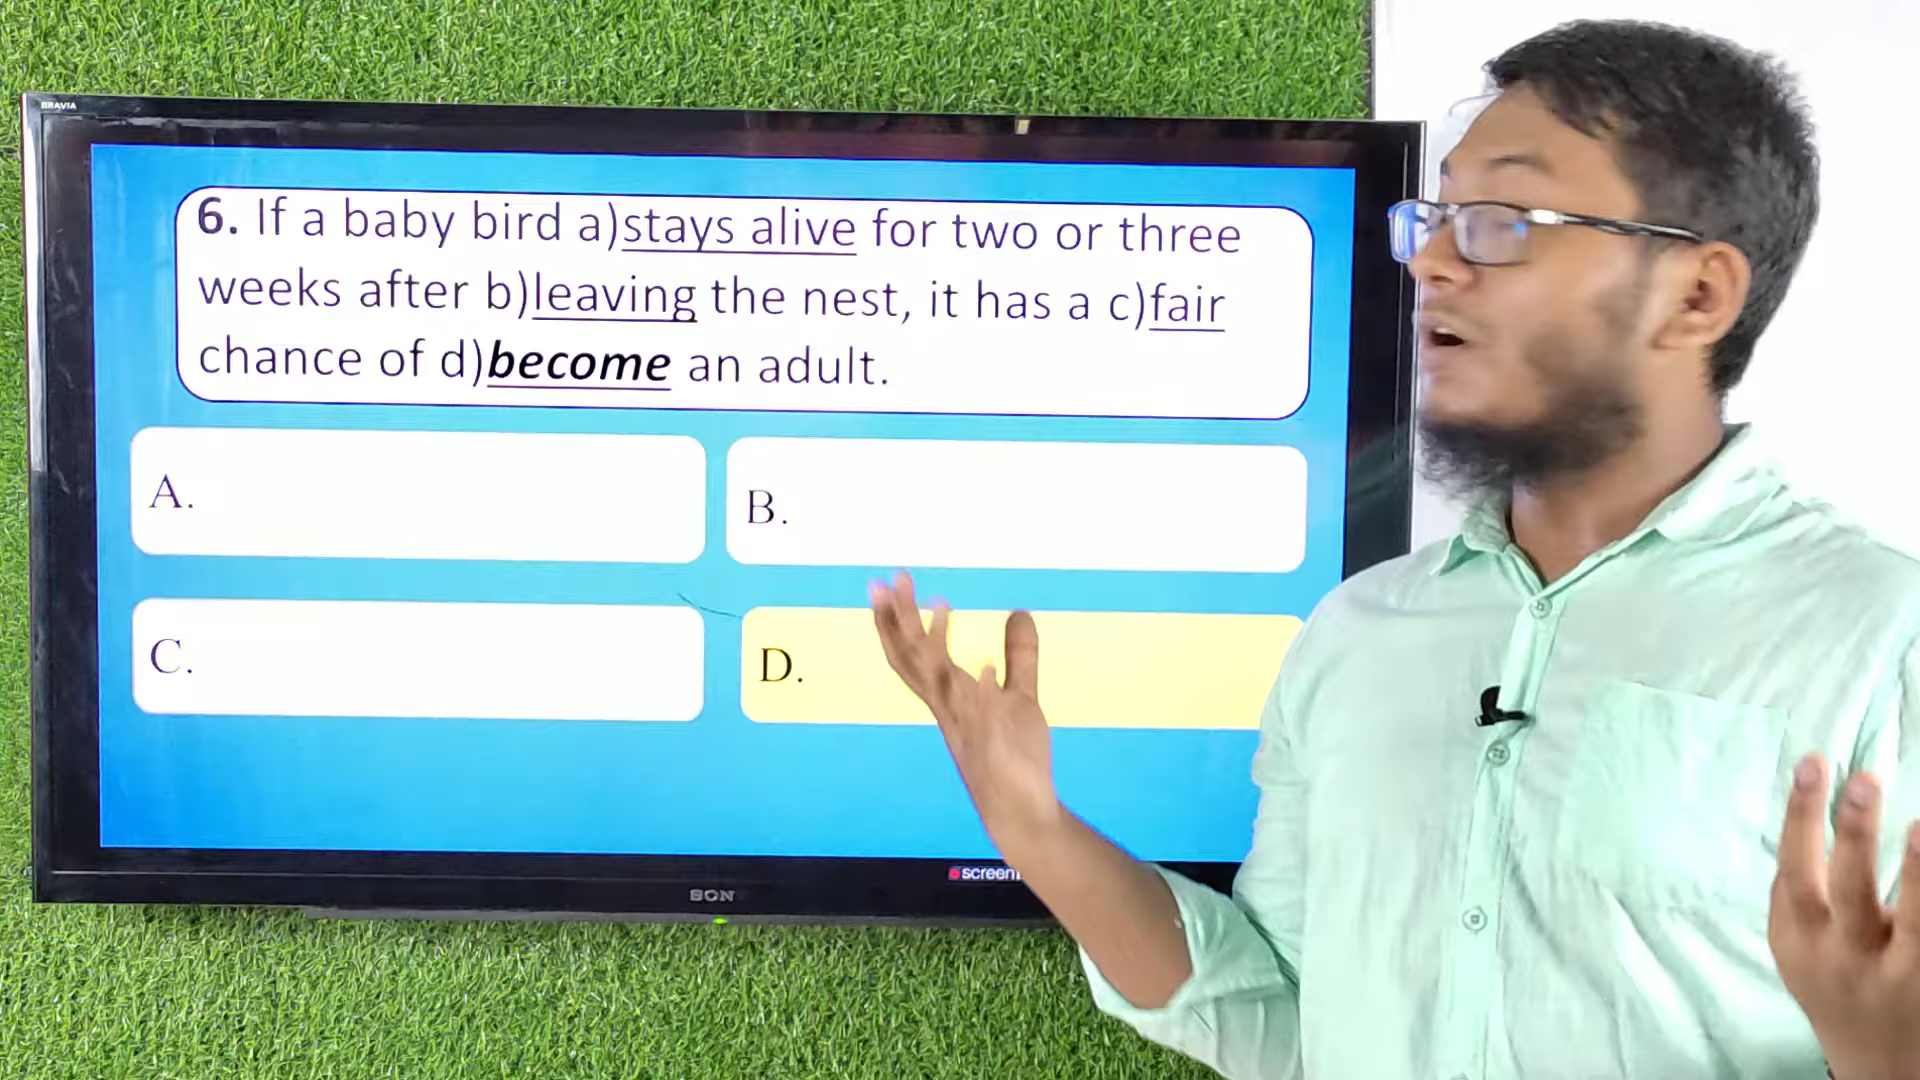 BRAVIA
6. If a baby bird a)stays alive for two or three
weeks after b)leaving the nest, it has a c)fair
chance of d)become an adult.
A.
B.
C.
D.
screen
SON